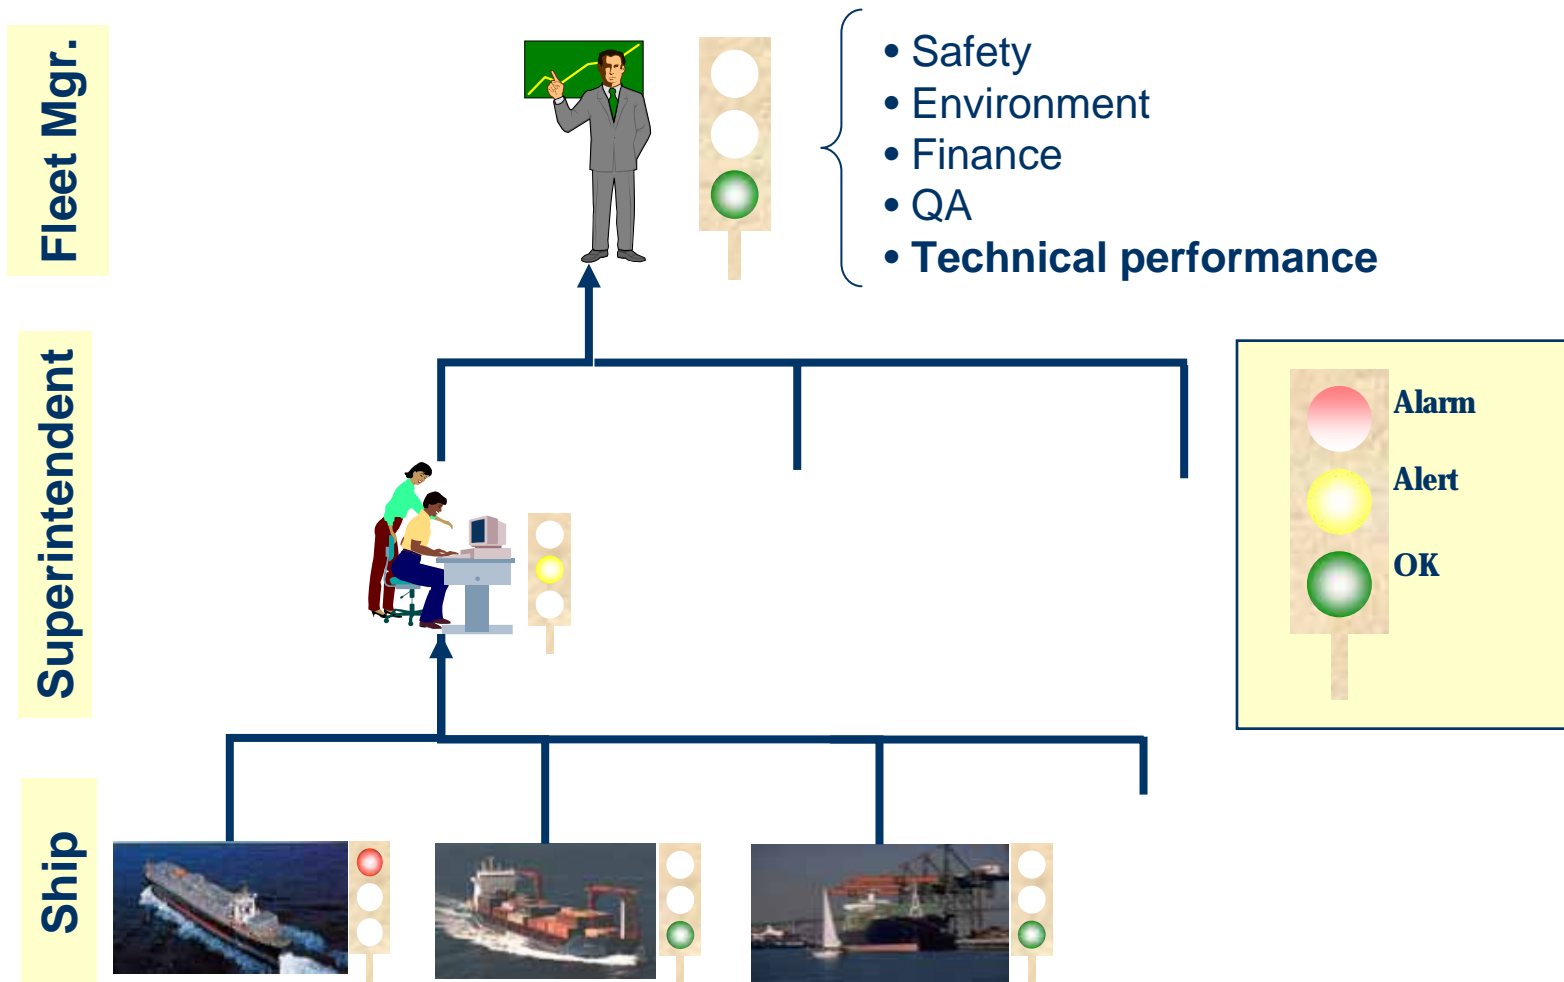 Fleet Mgr.
• Safety
• Environment
• Finance
• QA
• Technical performance
Superintendent
Alarm
Alert
OK
Ship